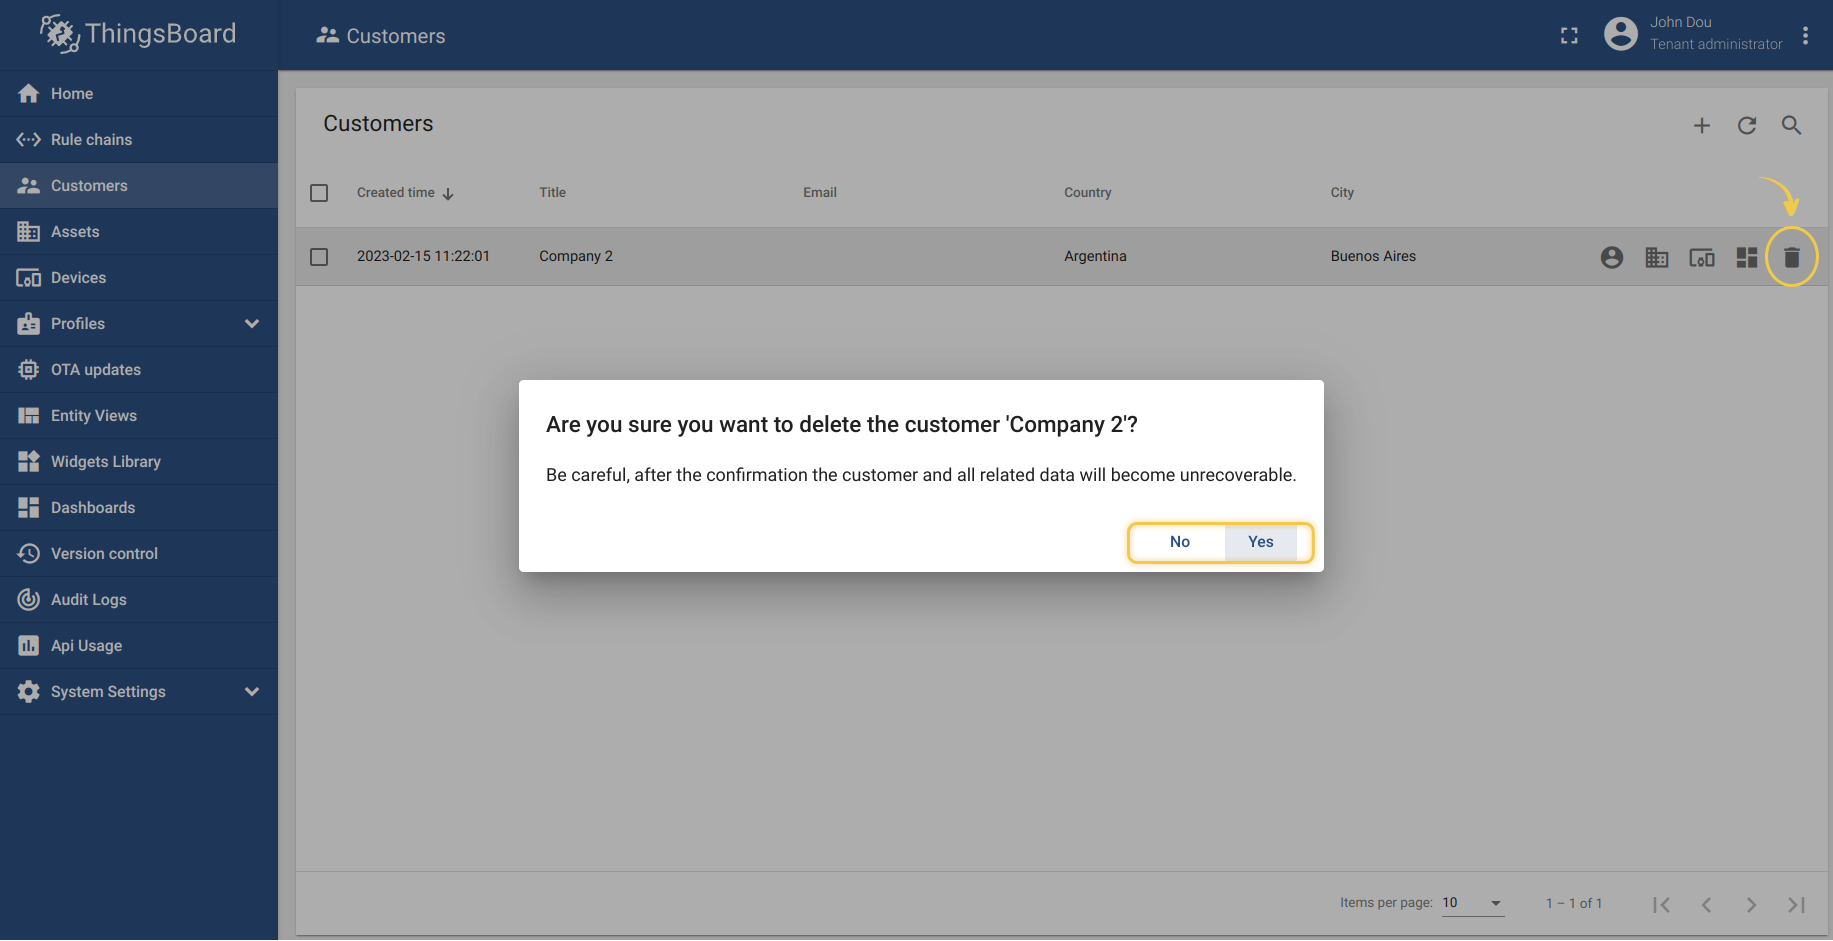 ThingsBoard
Customers
John Dou
Tenant administrator
Home
Rule chains
Customers
Assets
Devices
Profiles
OTA updates
Entity Views
Widgets Library
Dashboards
Version control
Audit Logs
Api Usage
System Settings
Customers
Created time Title Email Country City
2023-02-15 11:22:01 Company 2 Argentina Buenos Aires
Are you sure you want to delete the customer 'Company 2'?
Be careful, after the confirmation the customer and all related data will become unrecoverable.
No Yes
Items per page: 10 1 – 1 of 1